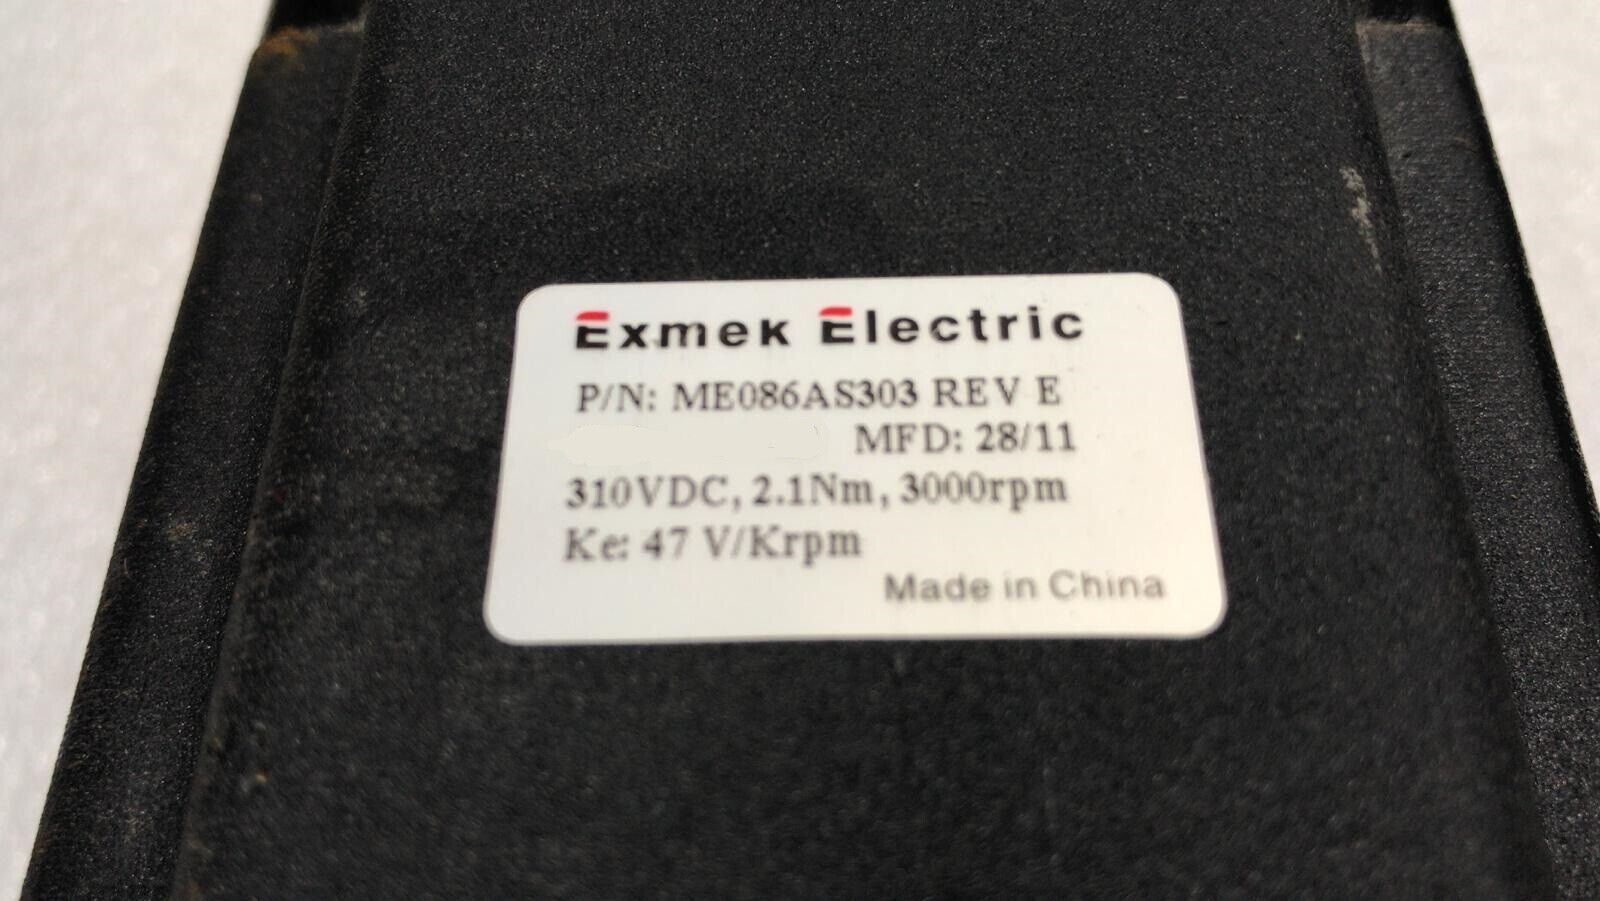 Exmek Electric
P/N: ME086AS303 REV E
MFD: 28/11
310VDC, 2.1Nm, 3000rpm
Ke: 47 V/Krpm
Made in China